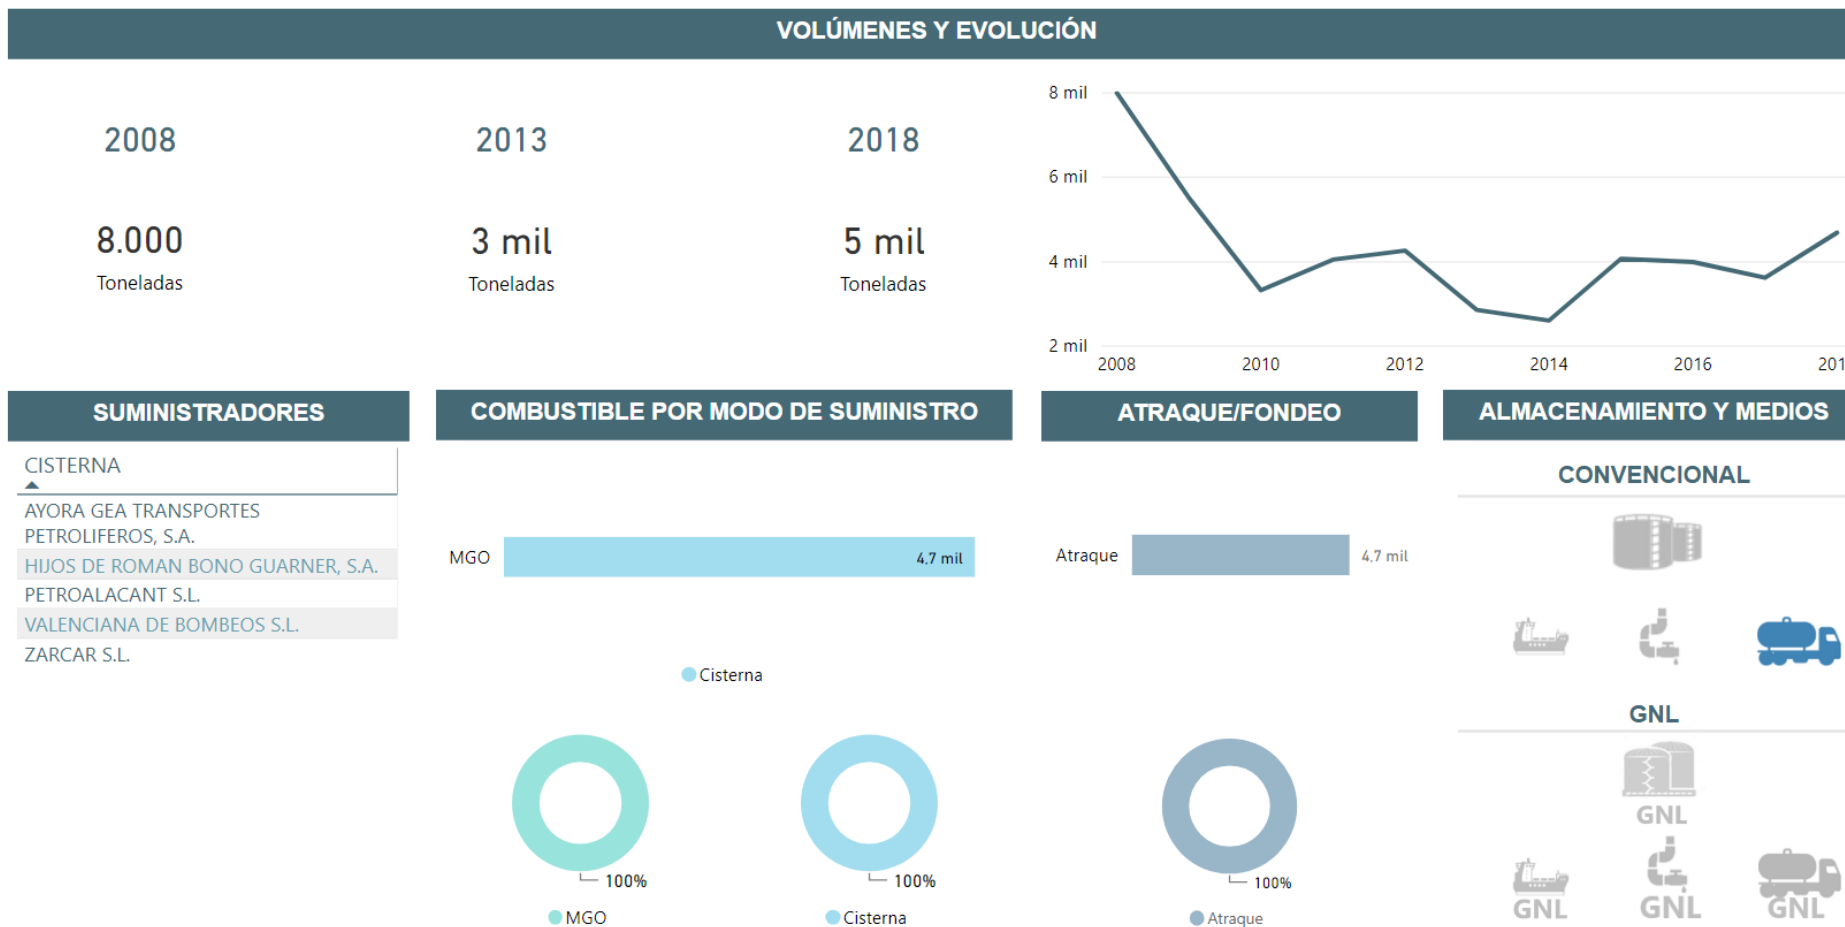 VOLÚMENES Y EVOLUCIÓN
2008
2013
2018
8.000
3 mil
5 mil
Toneladas
Toneladas
Toneladas
8 mil
6 mil
4 mil
2 mil
2008
2010
2012
2014
2016
201
SUMINISTRADORES
CISTERNA
AYORA GEA TRANSPORTES
PETROLIFEROS, S.A.
HIJOS DE ROMAN BONO GUARNER, S.A.
PETROALACANT S.L.
VALENCIANA DE BOMBEOS S.L.
ZARCAR S.L.
COMBUSTIBLE POR MODO DE SUMINISTRO
MGO
4,7 mil
Cisterna
100%
MGO
100%
Cisterna
ATRAQUE/FONDEO
Atraque
4,7 mil
100%
Atraque
ALMACENAMIENTO Y MEDIOS
CONVENCIONAL
GNL
GNL
GNL
GNL
GNL